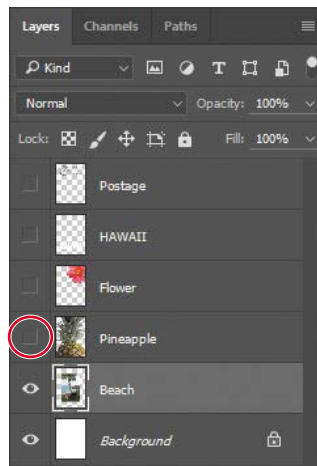 Layers Channels Paths
Kind
Normal Opacity: 100%
Lock: Fill: 100%
Postage
HAWAII
Flower
Pineapple
Beach
Background